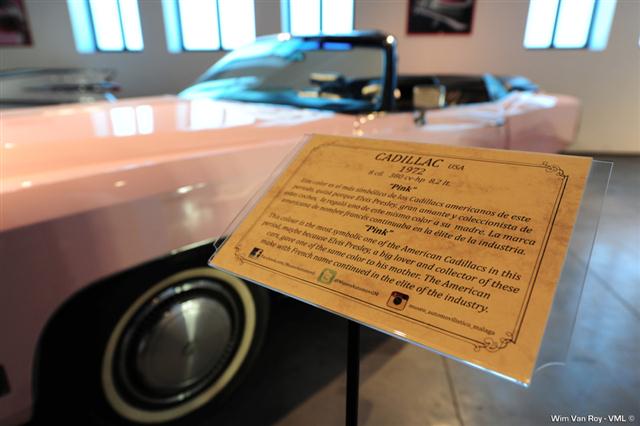 CADILLAC USA
1972
8 cil. 380 cv-hp 8.2 lt.
"Pink"
Este color es el más simbólico de los Cadillacs americanos de este
periodo, quizá porque Elvis Presley, gran amante y coleccionista de
estos coches, le regaló uno de este mismo color a su madre. La marca
americana de nombre francés continuaba en la élite de la industria.
"Pink"
This colour is the most symbolic one of the American Cadillacs in this
period, maybe because Elvis Presley, a big lover and collector of these
cars, gave one of the same color to his mother. The American
make with French name continued in the elite of the industry.
museo_automovilistico_malaga
Wim Van Roy - VML ©